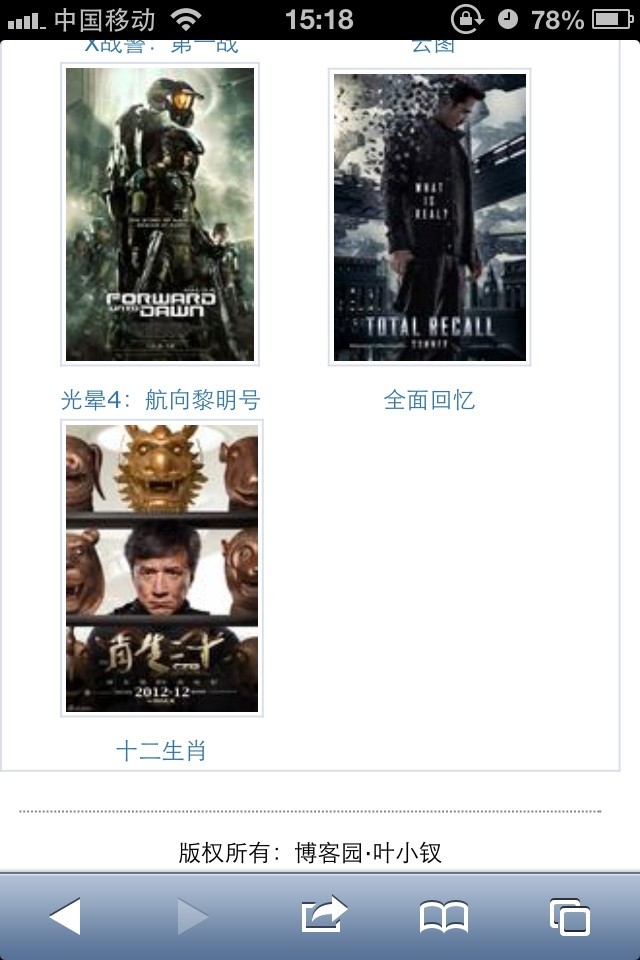 中国移动 15:18 78%
X战警：第一战 云图
WHAT
IS
REAL?
FORWARD
UNTO DAWN
TOTAL RECALL
SUMMER
光晕4：航向黎明号 全面回忆
肖生二十
2012·12
十二生肖
版权所有：博客园·叶小钗